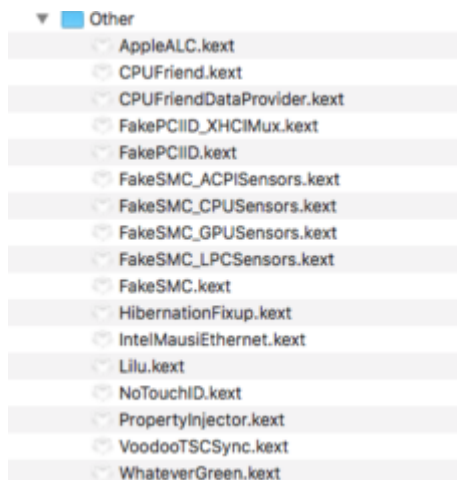 Other
AppleALC.kext
CPUFriend.kext
CPUFriendDataProvider.kext
FakePCIID_XHCIMux.kext
FakePCIID.kext
FakeSMC_ACPISensors.kext
FakeSMC_CPUSensors.kext
FakeSMC_GPUSensors.kext
FakeSMC_LPCSensors.kext
FakeSMC.kext
HibernationFixup.kext
IntelMausiEthernet.kext
Lilu.kext
NoTouchID.kext
PropertyInjector.kext
VoodooTSCSync.kext
WhateverGreen.kext